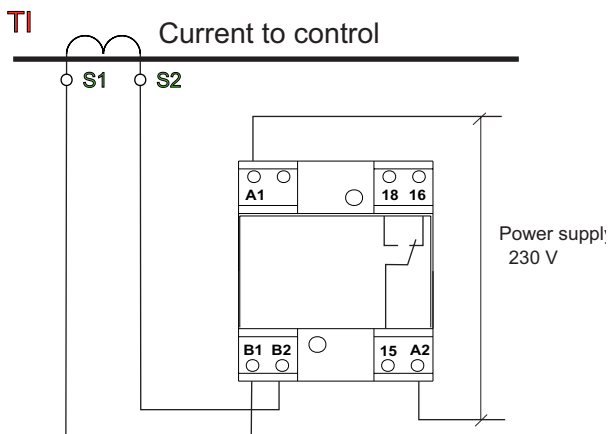 TI
Current to control
S1 S2
A1 18 16
Power supply
230 V
B1 B2 15 A2